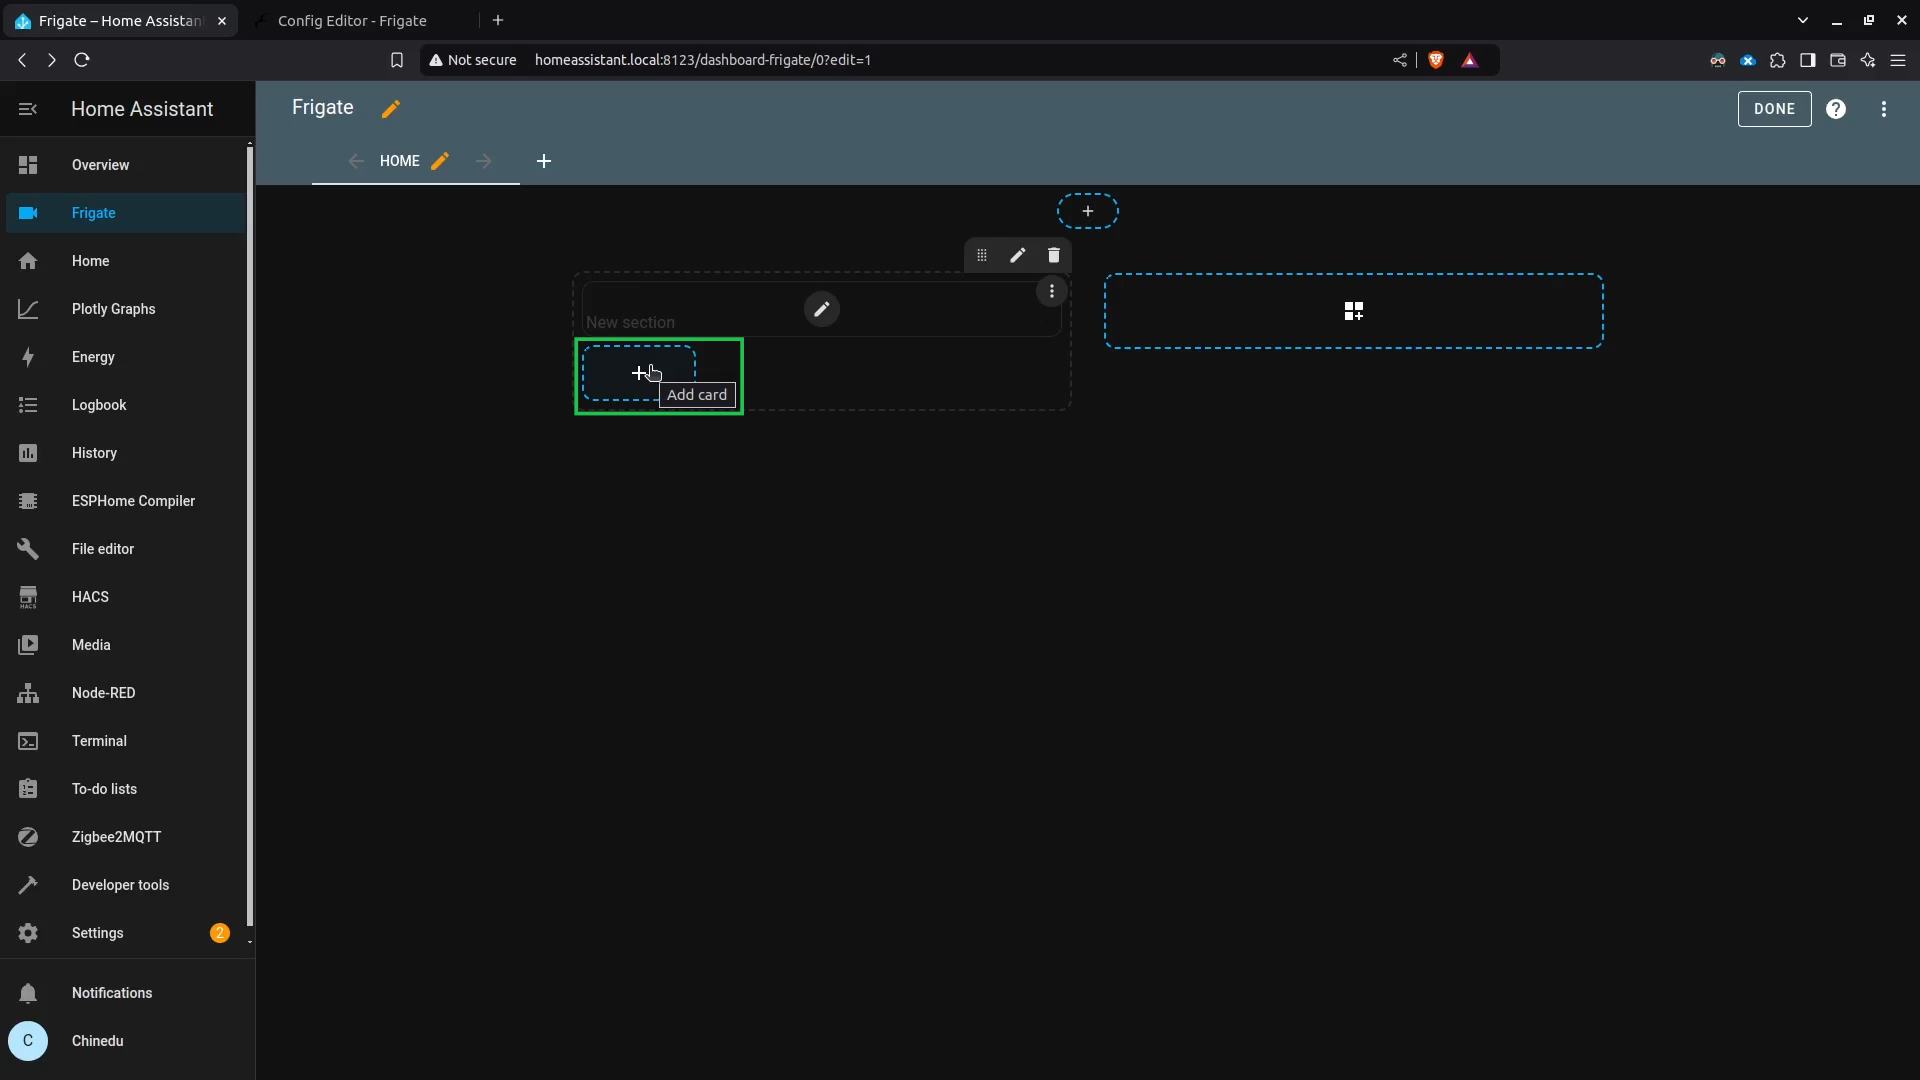 Frigate – Home Assistan
Config Editor - Frigate
Not secure
homeassistant.local:8123/dashboard-frigate/0?edit=1
Home Assistant
Frigate
DONE
HOME
Overview
Frigate
Home
Plotly Graphs
Energy
Logbook
History
ESPHome Compiler
File editor
HACS
HACS
Media
Node-RED
Terminal
To-do lists
Zigbee2MQTT
Developer tools
Settings
2
Notifications
C
Chinedu
New section
Add card